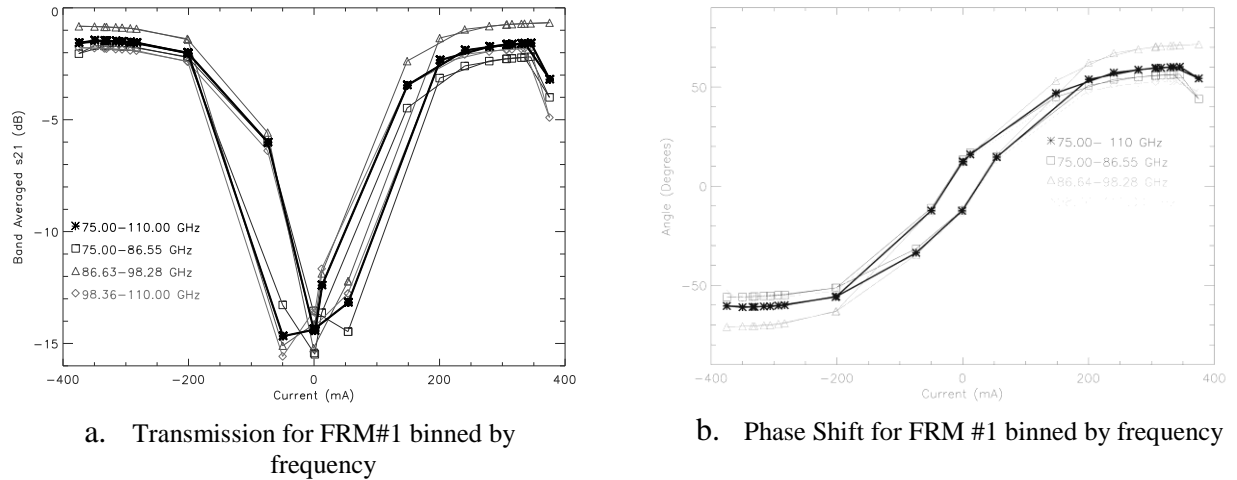 0
−5
−10
−15
Band Averaged s21 (dB)
75.00−110.00 GHz
75.00−86.55 GHz
86.63−98.28 GHz
98.36−110.00 GHz
−400
−200
0
200
400
Current (mA)
a. Transmission for FRM#1 binned by
frequency
50
0
−50
Angle (Degrees)
75.00− 110 GHz
75.00−86.55 GHz
86.64−98.28 GHz
−400
−200
0
200
400
Current (mA)
b. Phase Shift for FRM #1 binned by frequency